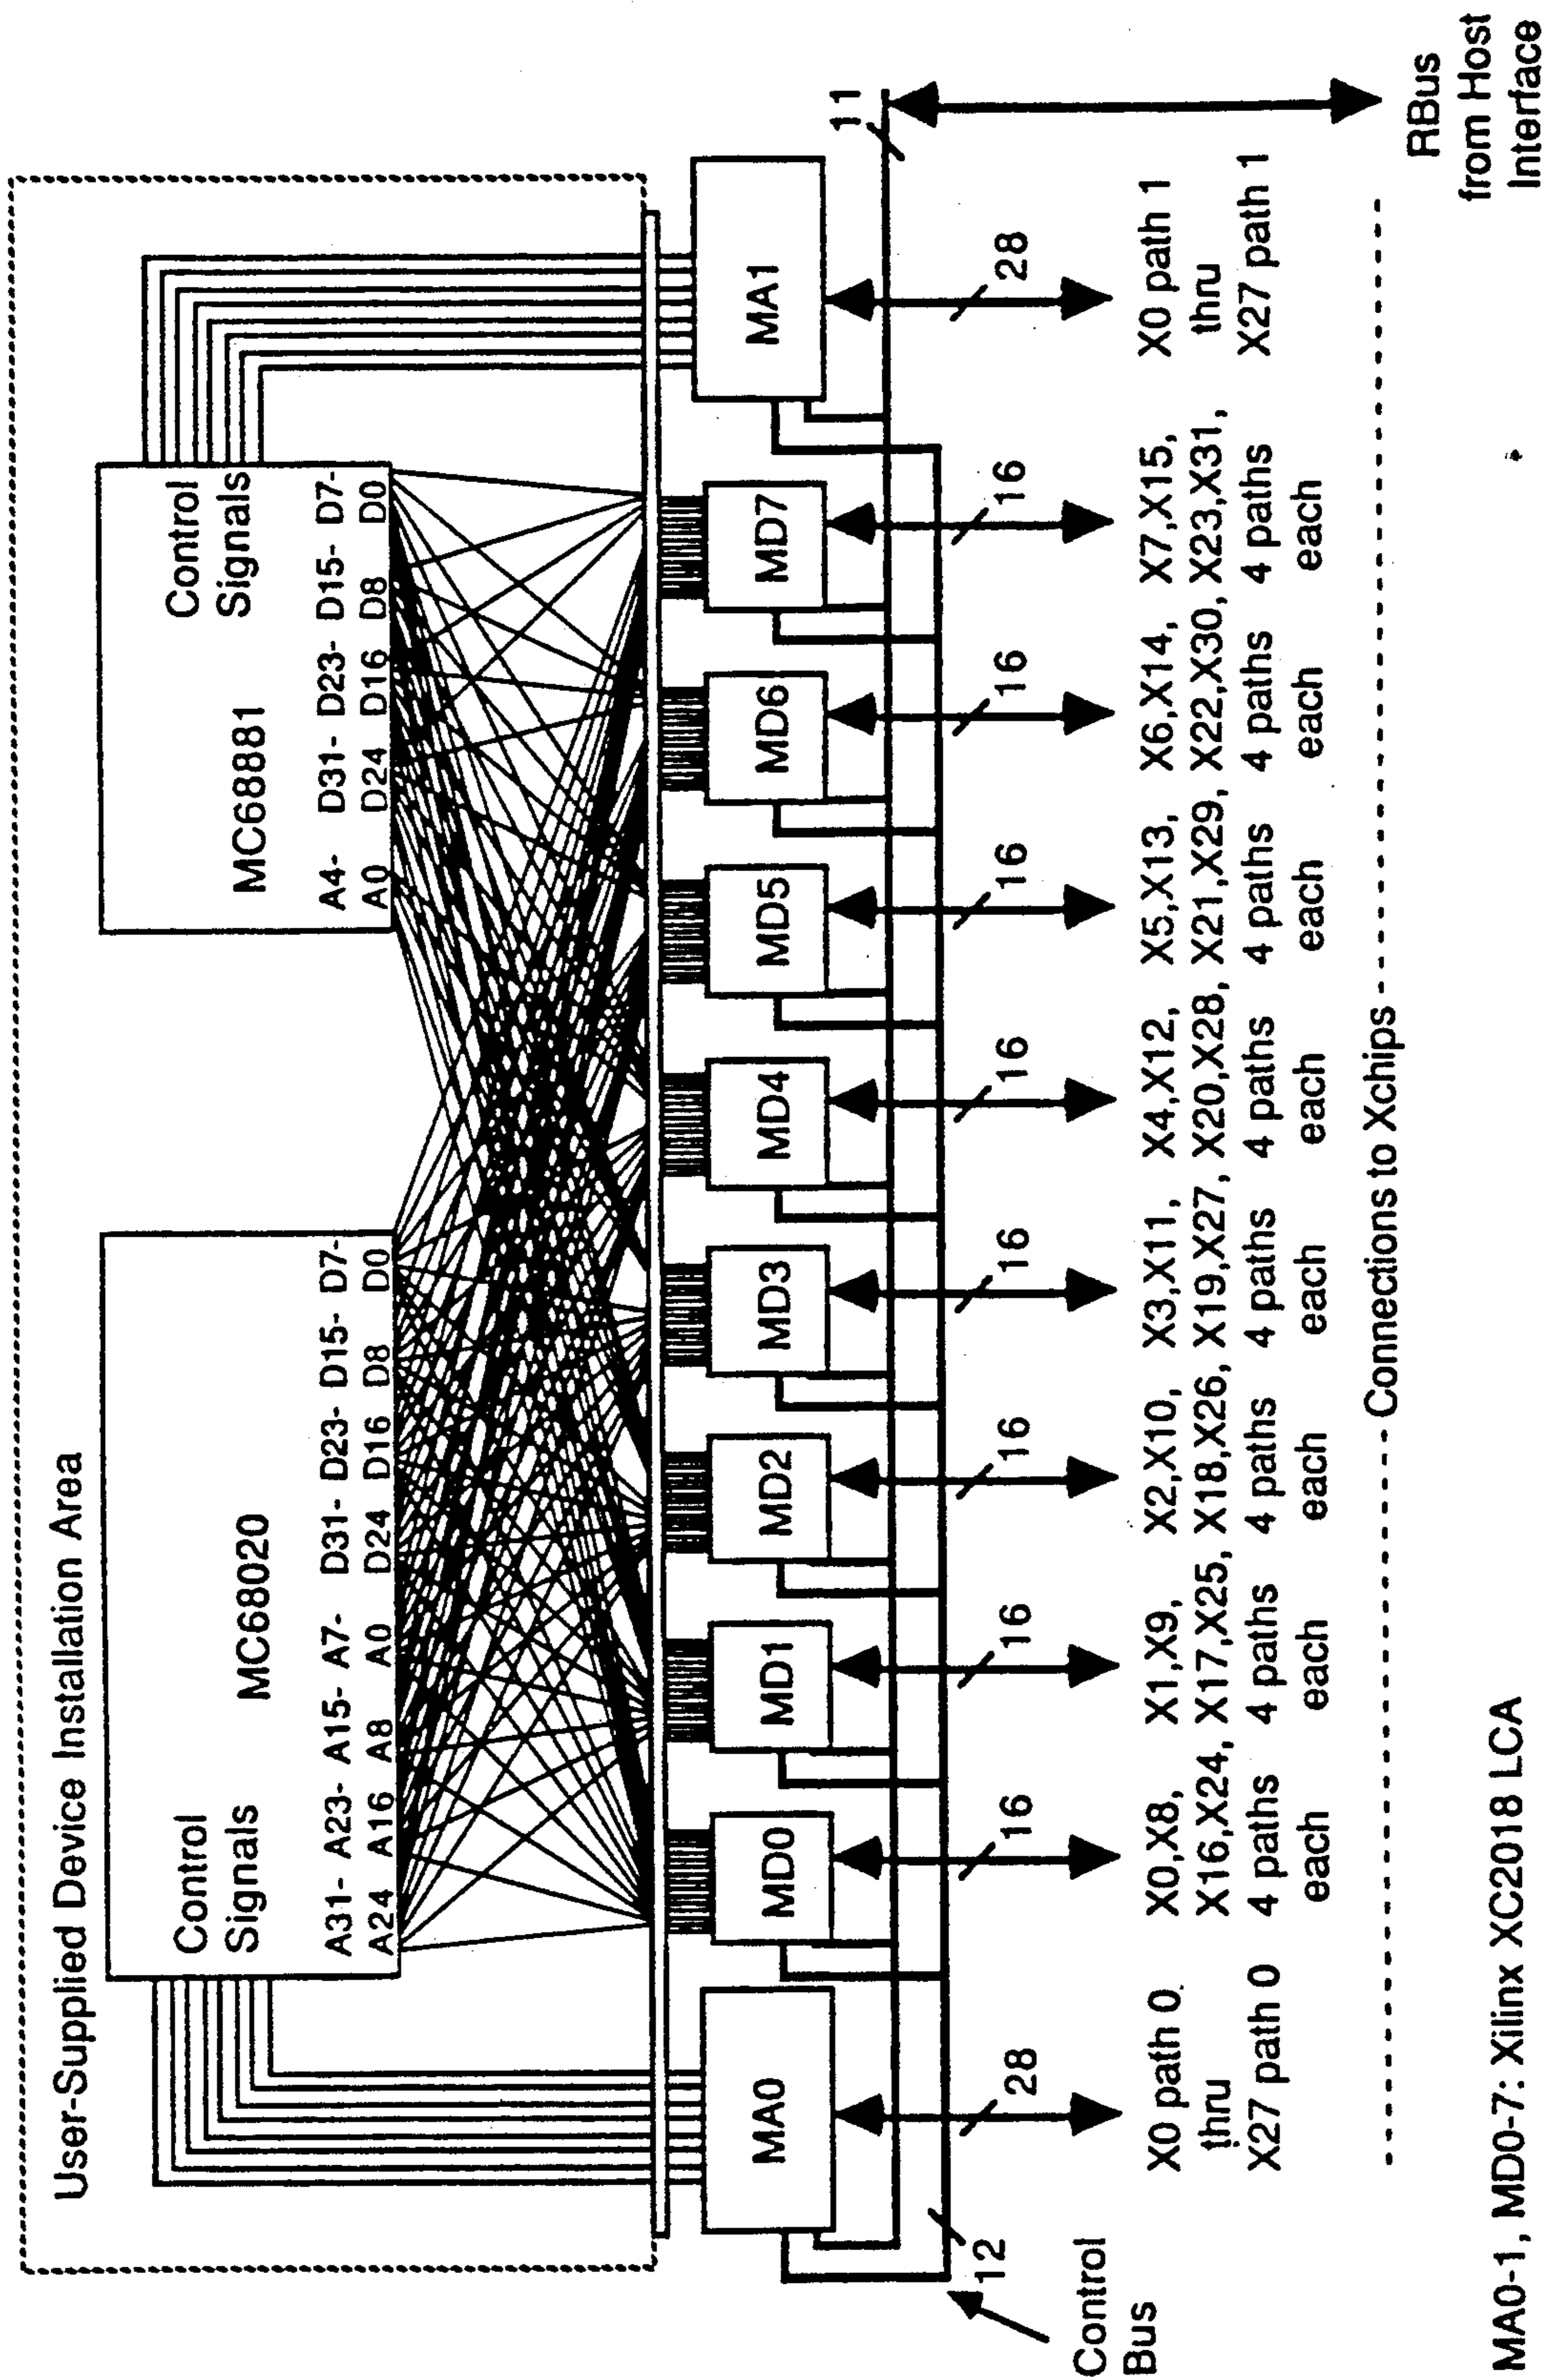 User-Supplied Device Installation Area
Control
Signals
MC68020
A31- A23- A15- A7- D31- D23- D15- D7-
A24 A16 A8 A0 D24 D16 D8 D0
Control
Signals
MC68881
A4- D31- D23- D15- D7-
A0 D24 D16 D8 D0
MA0
MD0
MD1
MD2
MD3
MD4
MD5
MD6
MD7
MA1
11
28
16
16
16
16
16
16
16
16
28
12
Control
Bus
X0 path 0
thru
X27 path 0
X0,X8,
X16,X24,
4 paths
each
X1,X9,
X17,X25,
4 paths
each
X2,X10,
X18,X26,
4 paths
each
X3,X11,
X19,X27,
4 paths
each
X4,X12,
X20,X28,
4 paths
each
X5,X13,
X21,X29,
4 paths
each
X6,X14,
X22,X30,
4 paths
each
X7,X15,
X23,X31,
4 paths
each
X0 path 1
thru
X27 path 1
Connections to Xchips
RBus
from Host
Interface
MA0-1, MD0-7: Xilinx XC2018 LCA